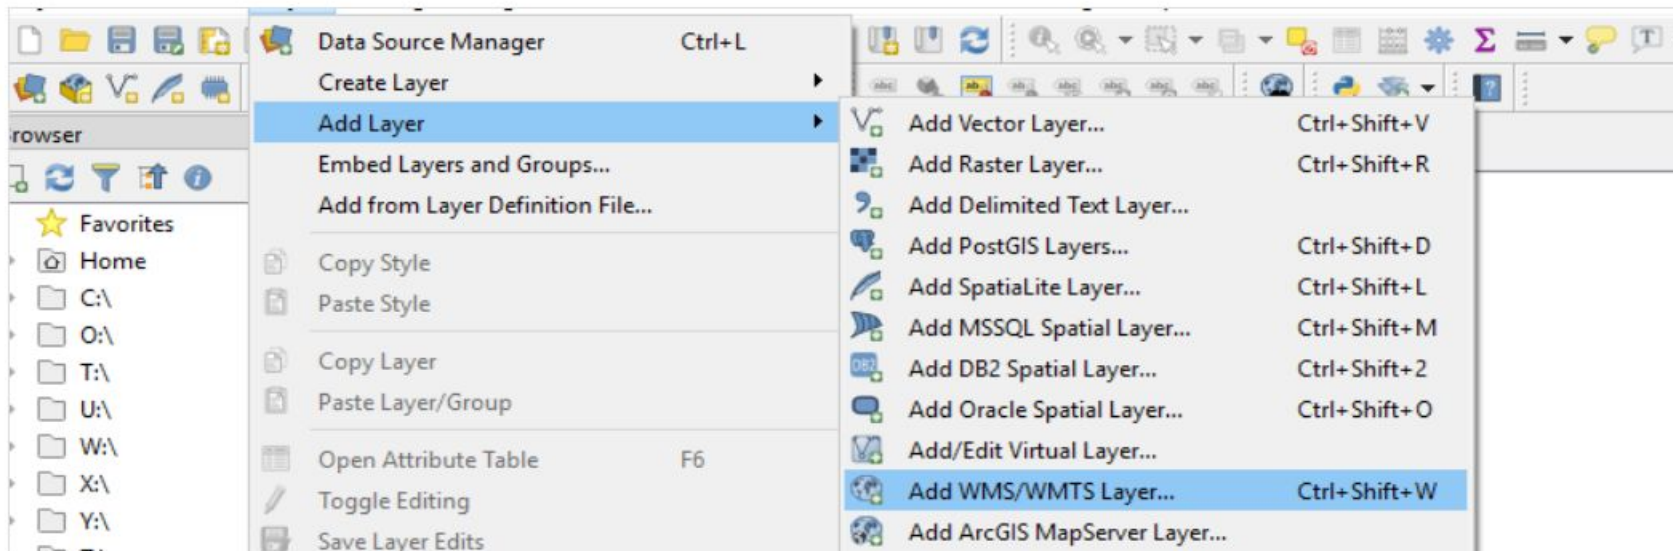 Data Source Manager Ctrl+L
Create Layer
Add Layer
Embed Layers and Groups...
Add from Layer Definition File...
Copy Style
Paste Style
Copy Layer
Paste Layer/Group
Open Attribute Table F6
Toggle Editing
Save Layer Edits
Add Vector Layer... Ctrl+Shift+V
Add Raster Layer... Ctrl+Shift+R
Add Delimited Text Layer...
Add PostGIS Layers... Ctrl+Shift+D
Add SpatiaLite Layer... Ctrl+Shift+L
Add MSSQL Spatial Layer... Ctrl+Shift+M
Add DB2 Spatial Layer... Ctrl+Shift+2
Add Oracle Spatial Layer... Ctrl+Shift+O
Add/Edit Virtual Layer...
Add WMS/WMTS Layer... Ctrl+Shift+W
Add ArcGIS MapServer Layer...
rowser
Favorites
Home
C:\
O:\
T:\
U:\
W:\
X:\
Y:\